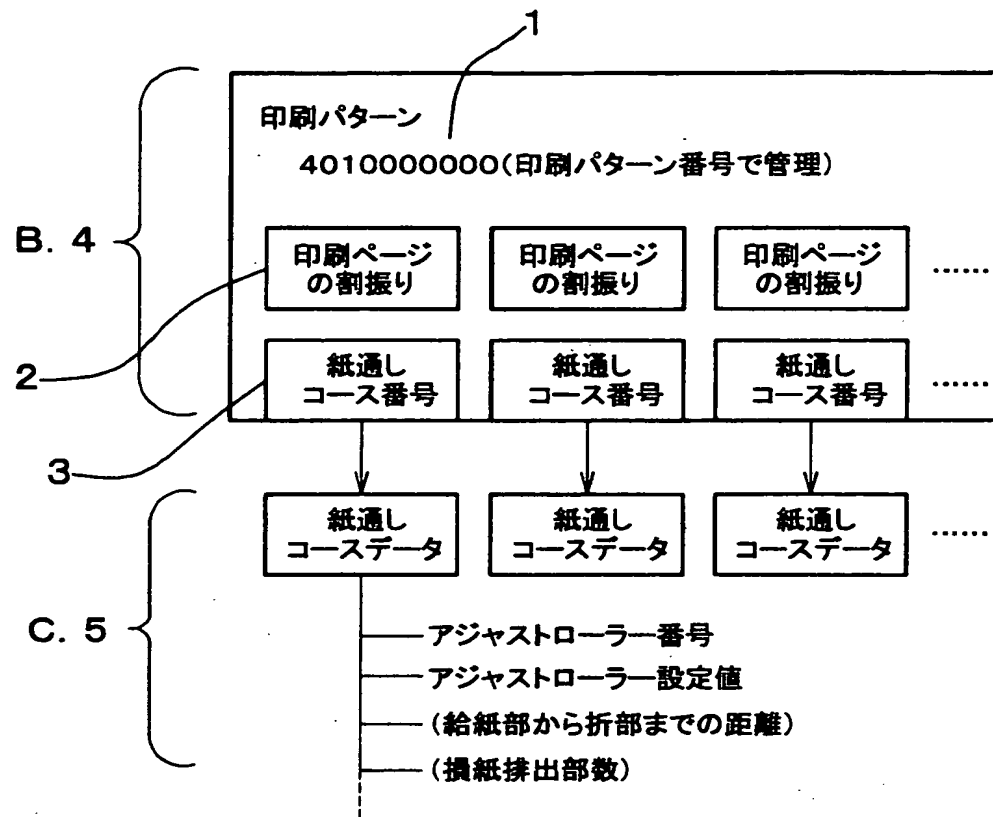 1
印刷パターン
4010000000(印刷パターン番号で管理)
B. 4
印刷ページ
の割振り
印刷ページ
の割振り
印刷ページ
の割振り
……
2
紙通し
コース番号
紙通し
コース番号
紙通し
コース番号
……
3
紙通し
コースデータ
紙通し
コースデータ
紙通し
コースデータ
……
C. 5
アジャストローラー番号
アジャストローラー設定値
(給紙部から折部までの距離)
(損紙排出部数)